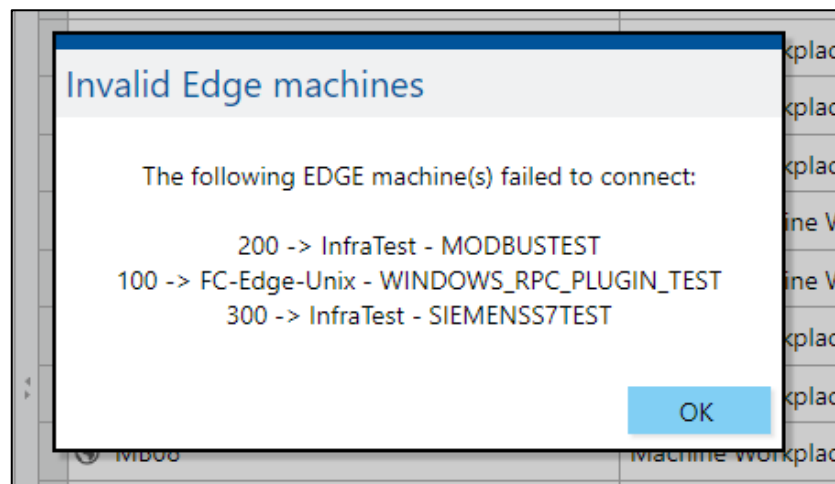 Invalid Edge machines
The following EDGE machine(s) failed to connect:
200 -> InfraTest - MODBUSTEST
100 -> FC-Edge-Unix - WINDOWS_RPC_PLUGIN_TEST
300 -> InfraTest - SIEMENSS7TEST
OK
Machine